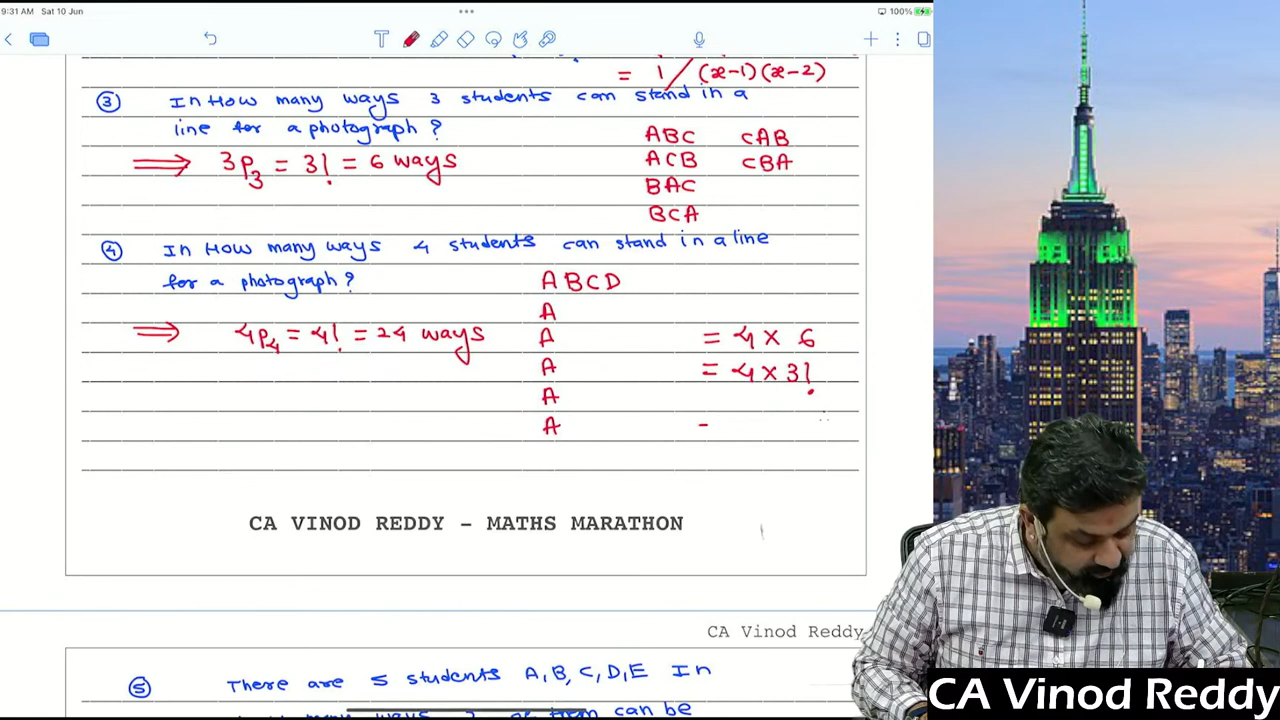 9:31 AM Sat 10 Jun
100%
= 1 / (x-1)(x-2)
③ In How many ways 3 students can stand in a
line for a photograph?
⟹ 3P3 = 3! = 6 ways
ABC CAB
ACB CBA
BAC
BCA
④ In How many ways 4 students can stand in a line
for a photograph?
ABCD
A
⟹ 4P4 = 4! = 24 ways
A
= 4 × 6
A
= 4 × 3!
A
A
-
CA VINOD REDDY - MATHS MARATHON
CA Vinod Reddy
⑤ There are 5 students A, B, C, D, E In
can be
CA Vinod Reddy